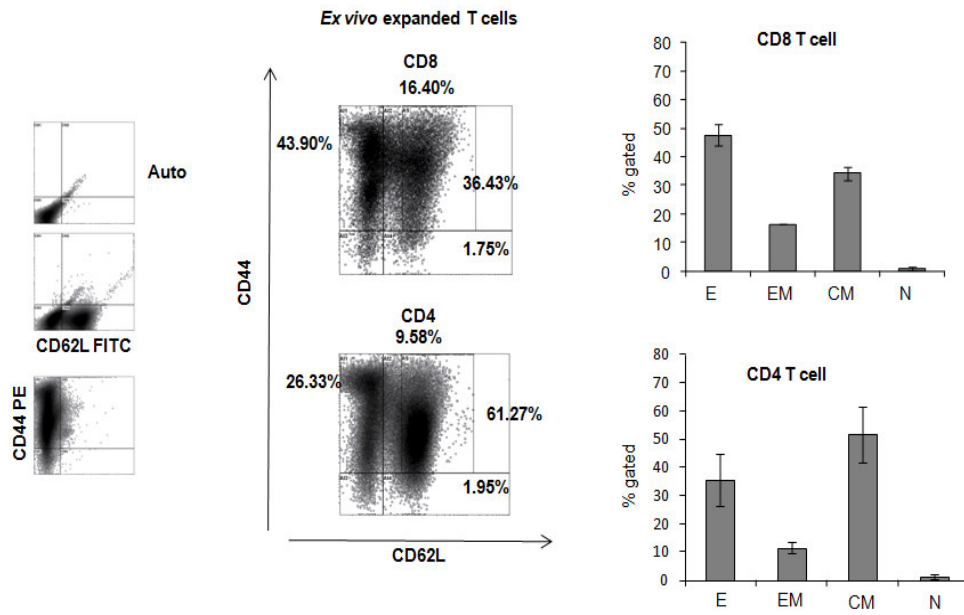 Ex vivo expanded T cells
Auto
CD62L FITC
CD44 PE
CD44
CD8
16.40%
43.90%
36.43%
1.75%
CD4
9.58%
26.33%
61.27%
1.95%
CD62L
CD8 T cell
% gated
80
70
60
50
40
30
20
10
0
E EM CM N
CD4 T cell
% gated
80
70
60
50
40
30
20
10
0
E EM CM N